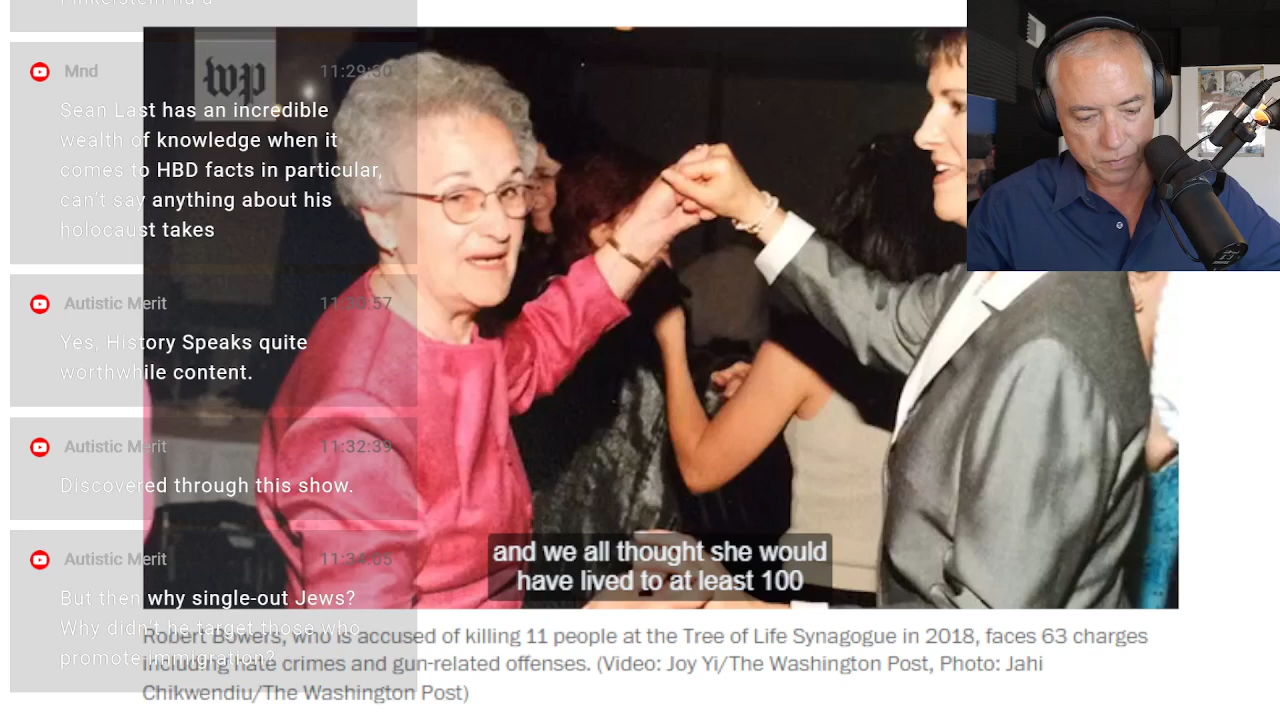 Mnd 11:29:30
Sean Last has an incredible
wealth of knowledge when it
comes to HBD facts in particular,
can't say anything about his
holocaust takes
Autistic Merit
Yes, History Speaks quite
worthwhile content.
Autistic Merit 11:32:39
Discovered through this show.
Autistic Merit
But then why single-out Jews?
Why didn't he target those who
promote immigration?
wp
and we all thought she would
have lived to at least 100
Robert Bowers, who is accused of killing 11 people at the Tree of Life Synagogue in 2018, faces 63 charges
including hate crimes and gun-related offenses. (Video: Joy Yi/The Washington Post, Photo: Jahi
Chikwendiu/The Washington Post)